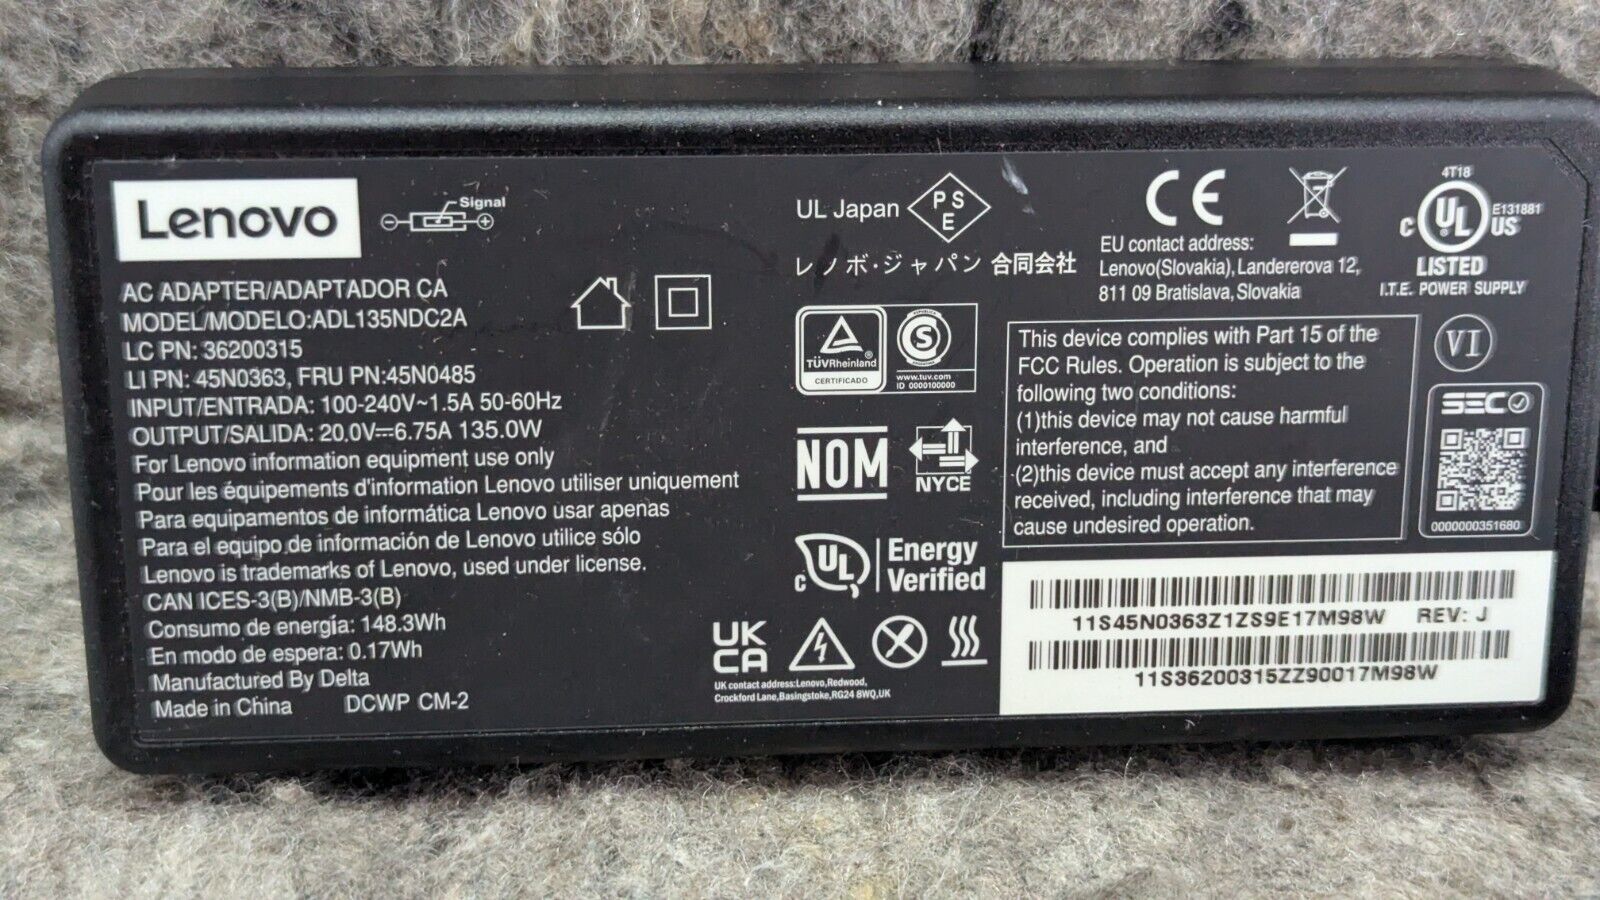 Lenovo
Signal
AC ADAPTER/ADAPTADOR CA
MODEL/MODELO:ADL135NDC2A
LC PN: 36200315
LI PN: 45N0363, FRU PN:45N0485
INPUT/ENTRADA: 100-240V~1.5A 50-60Hz
OUTPUT/SALIDA: 20.0V⎓6.75A 135.0W
For Lenovo information equipment use only
Pour les équipements d'information Lenovo utiliser uniquement
Para equipamentos de informática Lenovo usar apenas
Para el equipo de información de Lenovo utilice sólo
Lenovo is trademarks of Lenovo, used under license.
CAN ICES-3(B)/NMB-3(B)
Consumo de energía: 148.3Wh
En modo de espera: 0.17Wh
Manufactured By Delta
Made in China DCWP CM-2
UL Japan PSE
レノボ・ジャパン 合同会社
TÜVRheinland
CERTIFICADO
S
www.tuv.com
ID 0000100000
NOM
NYCE
c UL Energy
Verified
UK
CA
UK contact address:Lenovo,Redwood,
Crockford Lane,Basingstoke,RG24 8WQ,UK
CE
EU contact address:
Lenovo(Slovakia), Landererova 12,
811 09 Bratislava, Slovakia
4T18
C UL US
E131881
LISTED
I.T.E. POWER SUPPLY
This device complies with Part 15 of the
FCC Rules. Operation is subject to the
following two conditions:
(1)this device may not cause harmful
interference, and
(2)this device must accept any interference
received, including interference that may
cause undesired operation.
VI
SEC
0000000351680
11S45N0363Z1ZS9E17M98W REV: J
11S36200315ZZ90017M98W